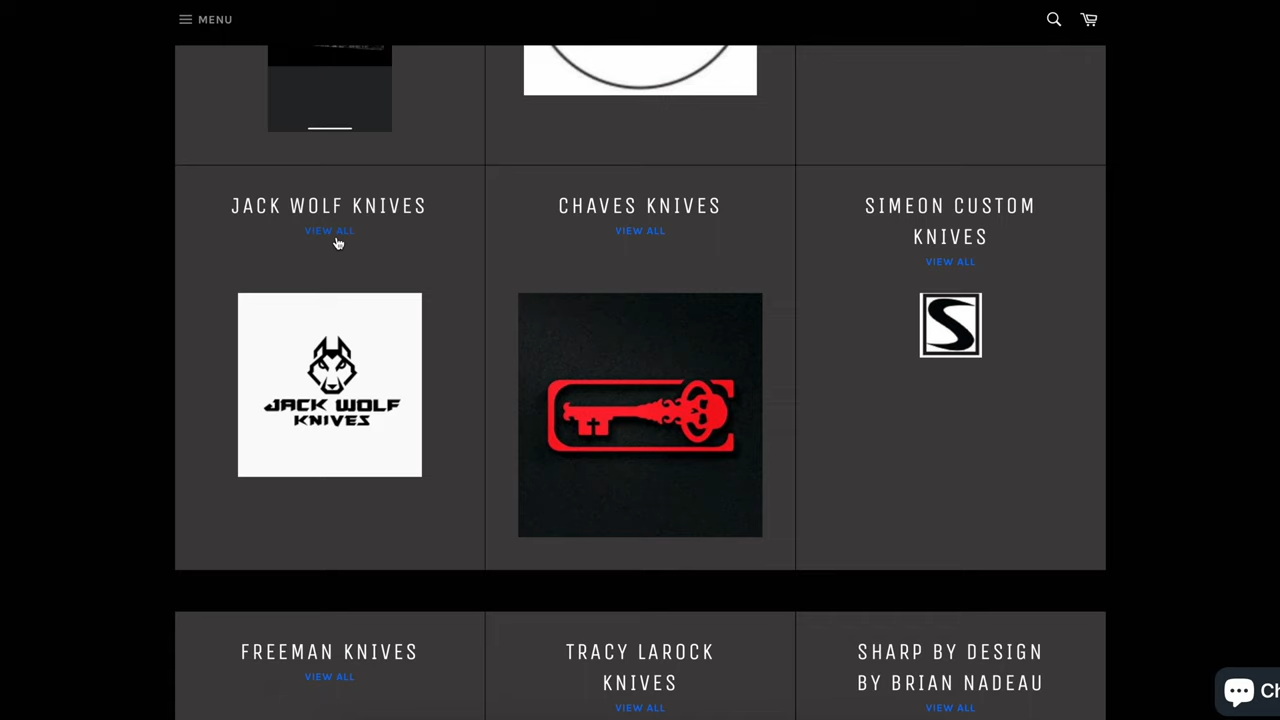 MENU
JACK WOLF KNIVES
VIEW ALL
CHAVES KNIVES
VIEW ALL
SIMEON CUSTOM
KNIVES
VIEW ALL
JACK WOLF
KNIVES
S
FREEMAN KNIVES
VIEW ALL
TRACY LAROCK
KNIVES
VIEW ALL
SHARP BY DESIGN
BY BRIAN NADEAU
VIEW ALL
Ch